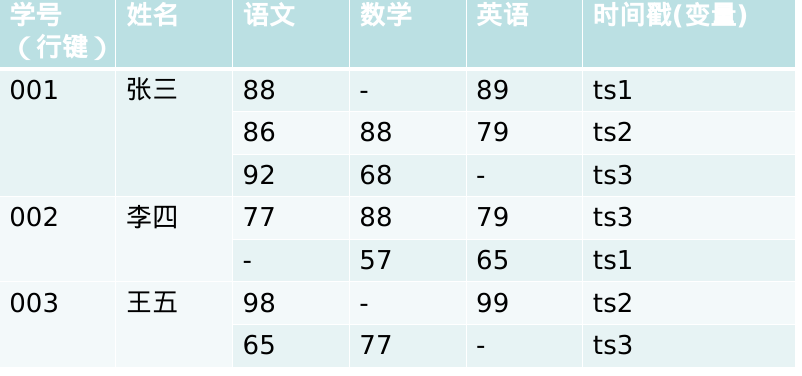 学号 姓名 语文 数学 英语 时间戳(变量)
（行键）
001 张三 88 - 89 ts1
86 88 79 ts2
92 68 - ts3
002 李四 77 88 79 ts3
- 57 65 ts1
003 王五 98 - 99 ts2
65 77 - ts3